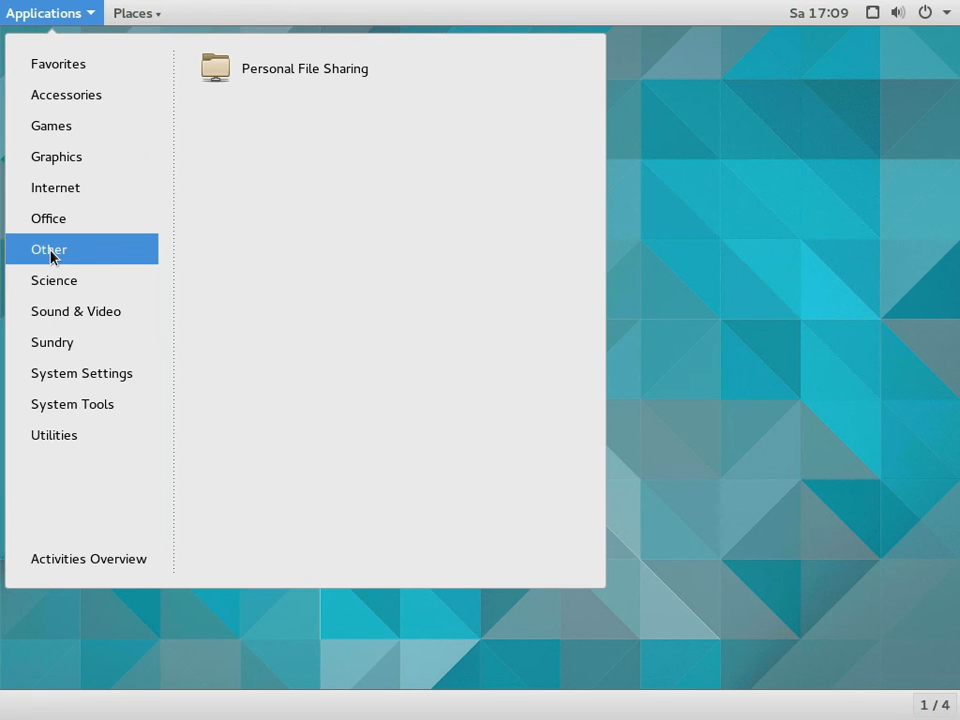 Applications Places Sa 17:09
Favorites Personal File Sharing
Accessories
Games
Graphics
Internet
Office
Other
Science
Sound & Video
Sundry
System Settings
System Tools
Utilities
Activities Overview
1 / 4